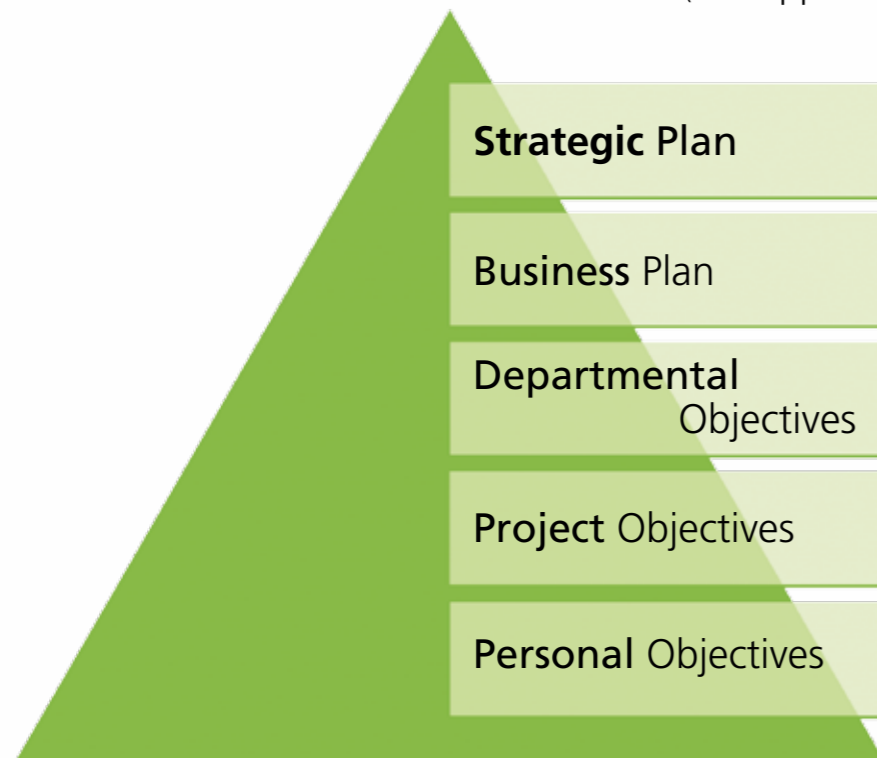 Strategic Plan
Business Plan
Departmental
Objectives
Project Objectives
Personal Objectives